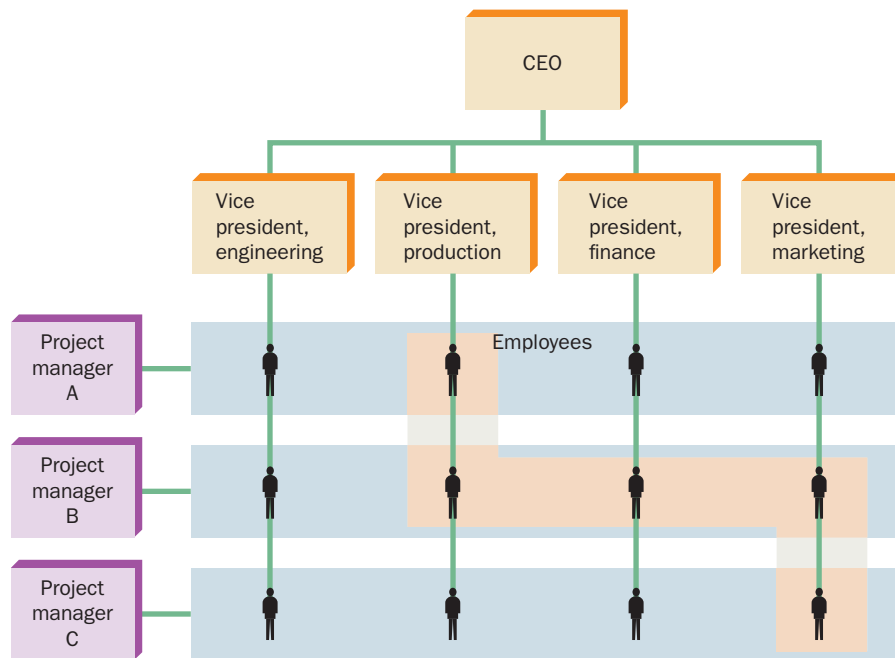 CEO
Vice
president,
engineering
Vice
president,
production
Vice
president,
finance
Vice
president,
marketing
Project
manager
A
Employees
Project
manager
B
Project
manager
C